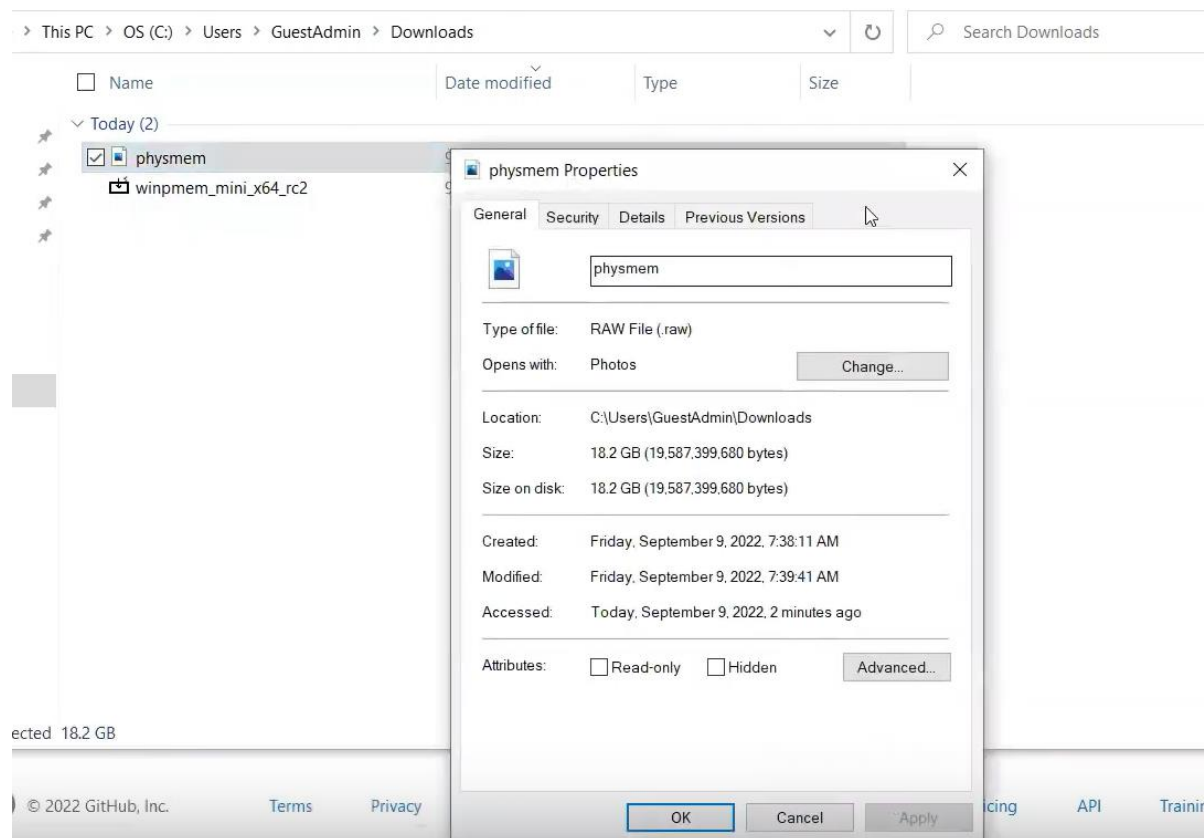 This PC > OS (C:) > Users > GuestAdmin > Downloads
Search Downloads
Name Date modified Type Size
Today (2)
physmem
winpmem_mini_x64_rc2
physmem Properties
General Security Details Previous Versions
physmem
Type of file: RAW File (.raw)
Opens with: Photos Change...
Location: C:\Users\GuestAdmin\Downloads
Size: 18.2 GB (19,587,399,680 bytes)
Size on disk: 18.2 GB (19,587,399,680 bytes)
Created: Friday, September 9, 2022, 7:38:11 AM
Modified: Friday, September 9, 2022, 7:39:41 AM
Accessed: Today, September 9, 2022, 2 minutes ago
Attributes: Read-only Hidden Advanced...
ected 18.2 GB
© 2022 GitHub, Inc. Terms Privacy icing API Trainin
OK Cancel Apply